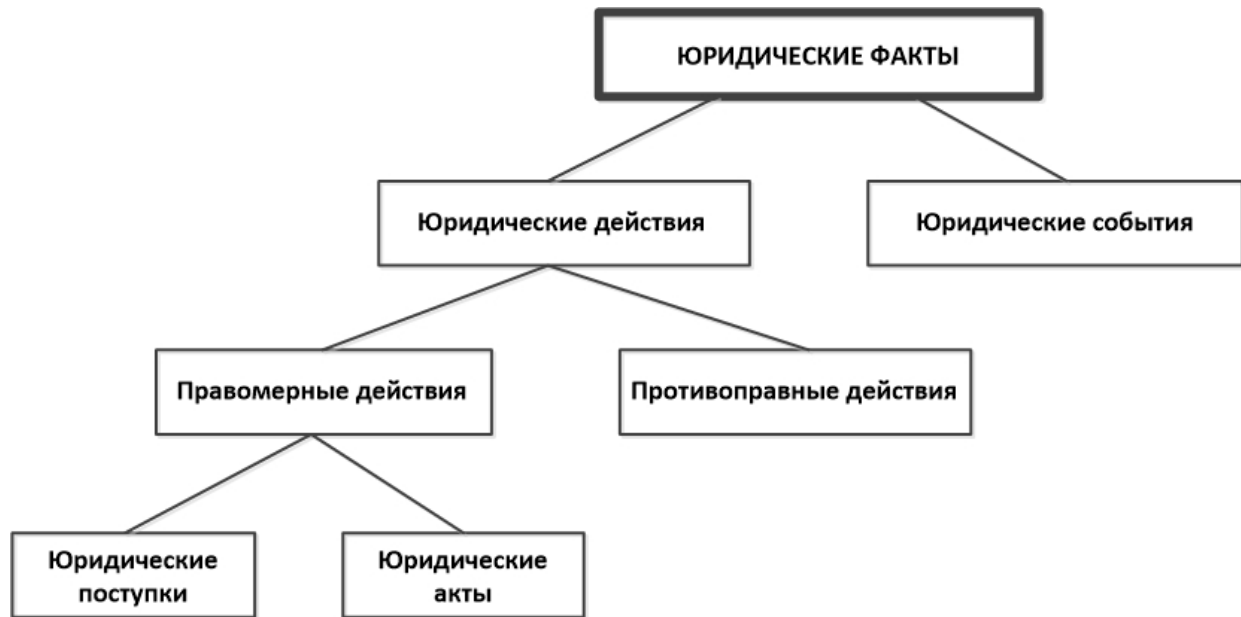 ЮРИДИЧЕСКИЕ ФАКТЫ
Юридические действия
Юридические события
Правомерные действия
Противоправные действия
Юридические
поступки
Юридические
акты